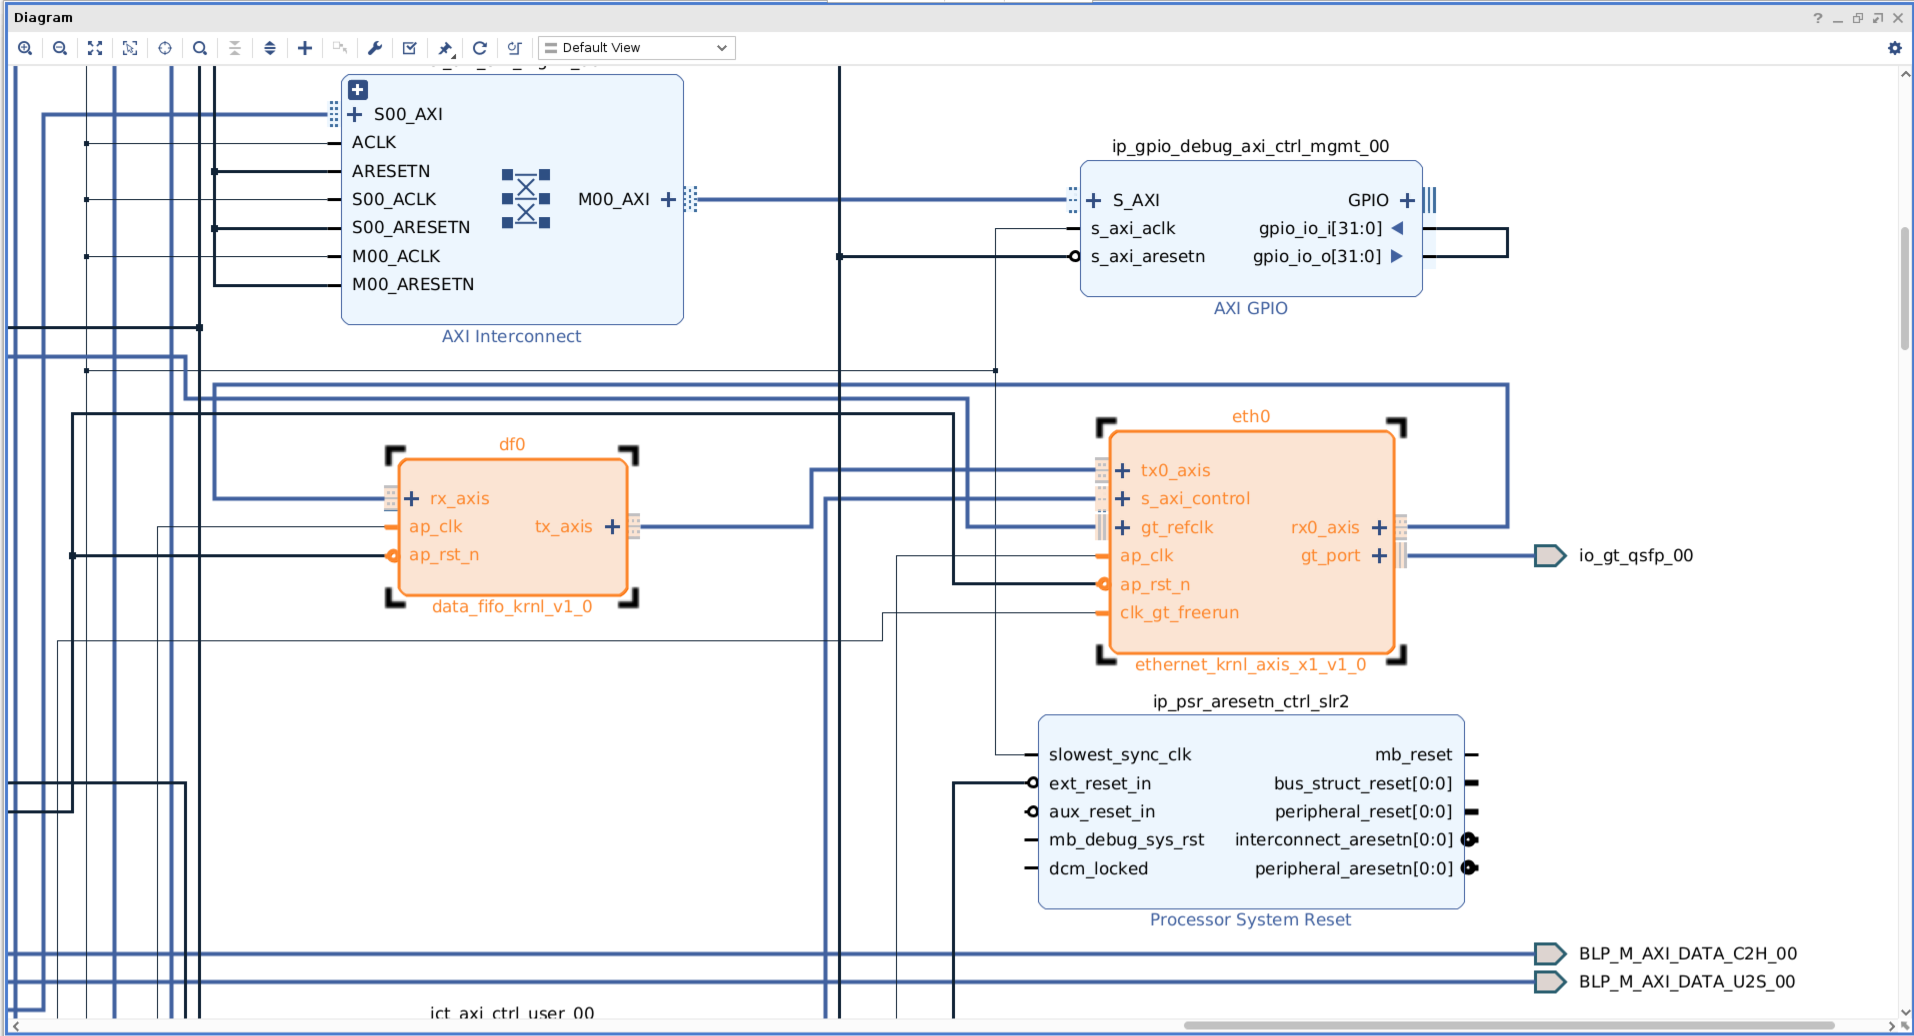 Diagram
Default View
S00_AXI
ACLK
ARESETN
S00_ACLK
S00_ARESETN
M00_ACLK
M00_ARESETN
M00_AXI
AXI Interconnect
ip_gpio_debug_axi_ctrl_mgmt_00
S_AXI
GPIO
s_axi_aclk
gpio_io_i[31:0]
s_axi_aresetn
gpio_io_o[31:0]
AXI GPIO
df0
rx_axis
ap_clk
tx_axis
ap_rst_n
data_fifo_krnl_v1_0
eth0
tx0_axis
s_axi_control
gt_refclk
rx0_axis
ap_clk
gt_port
ap_rst_n
clk_gt_freerun
ethernet_krnl_axis_x1_v1_0
io_gt_qsfp_00
ip_psr_aresetn_ctrl_slr2
slowest_sync_clk
mb_reset
ext_reset_in
bus_struct_reset[0:0]
aux_reset_in
peripheral_reset[0:0]
mb_debug_sys_rst
interconnect_aresetn[0:0]
dcm_locked
peripheral_aresetn[0:0]
Processor System Reset
BLP_M_AXI_DATA_C2H_00
BLP_M_AXI_DATA_U2S_00
ict_axi_ctrl_user_00